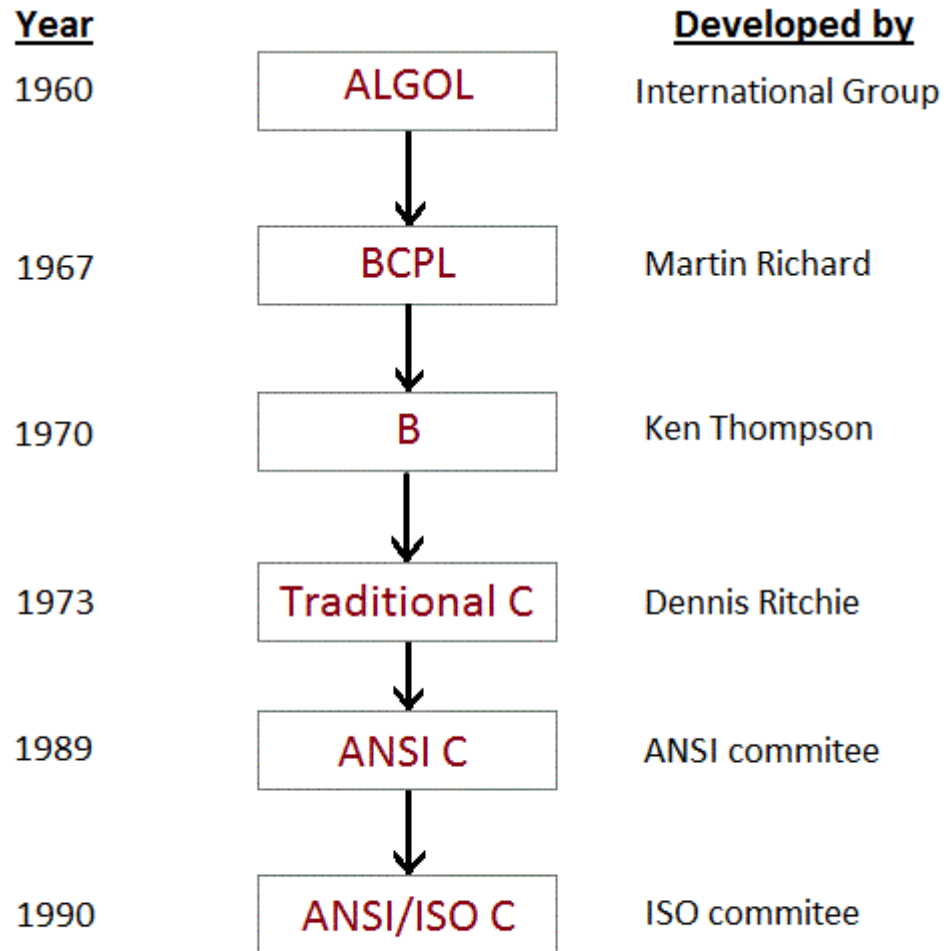 Year Developed by
1960 ALGOL International Group
1967 BCPL Martin Richard
1970 B Ken Thompson
1973 Traditional C Dennis Ritchie
1989 ANSI C ANSI commitee
1990 ANSI/ISO C ISO commitee